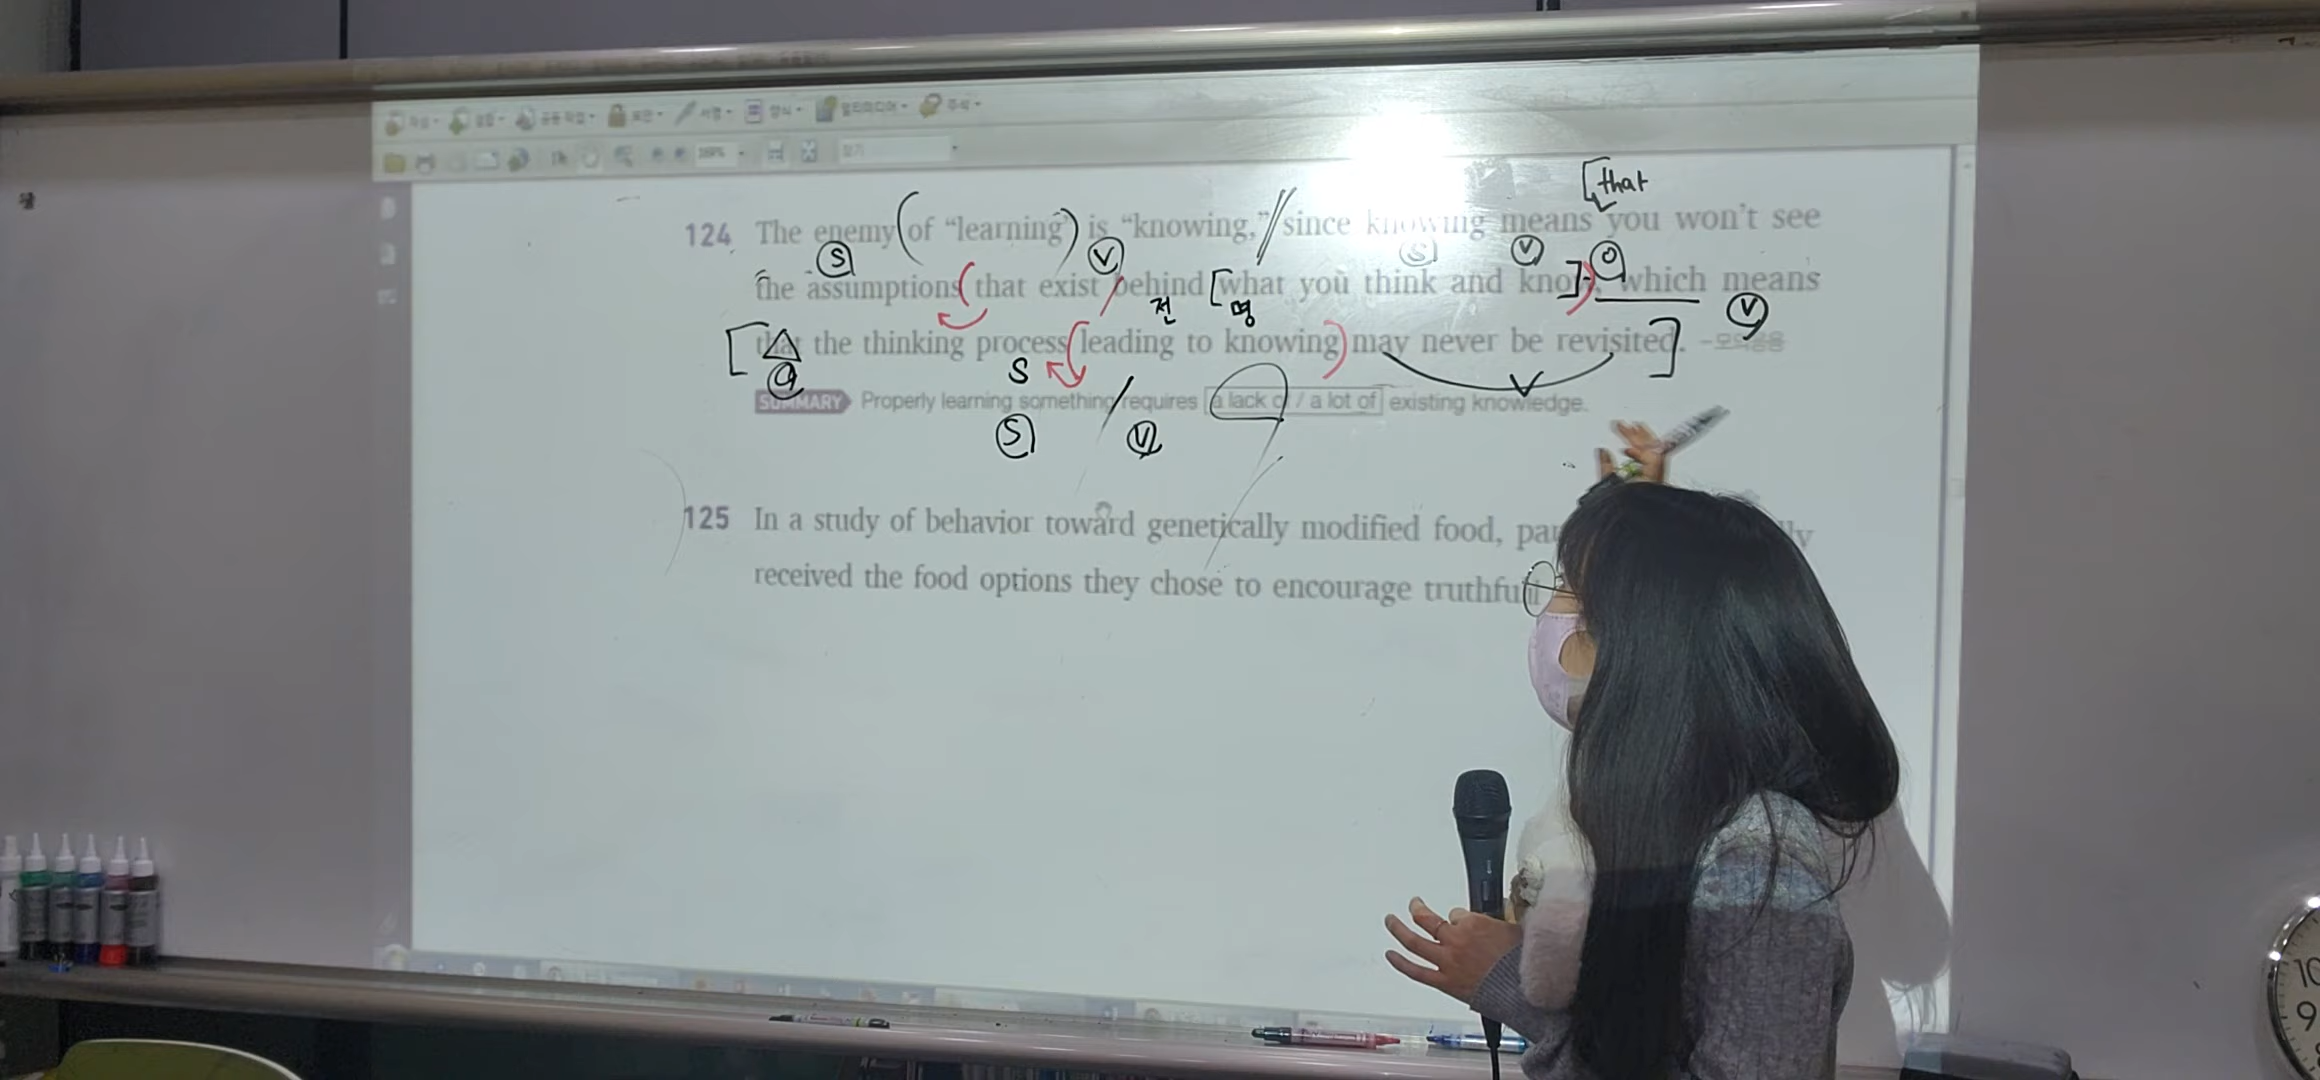 [that
124 The enemy (of “learning”) is “knowing,” // since knowing means you won't see
S V S V O
the assumptions (that exist / behind [what you think and know]), which means
전 명 V
[that the thinking process (leading to knowing) may never be revisited].
S V
SUMMARY Properly learning something / requires a lack of / a lot of existing knowledge.
S V
125 In a study of behavior toward genetically modified food,
received the food options they chose to encourage
10
9